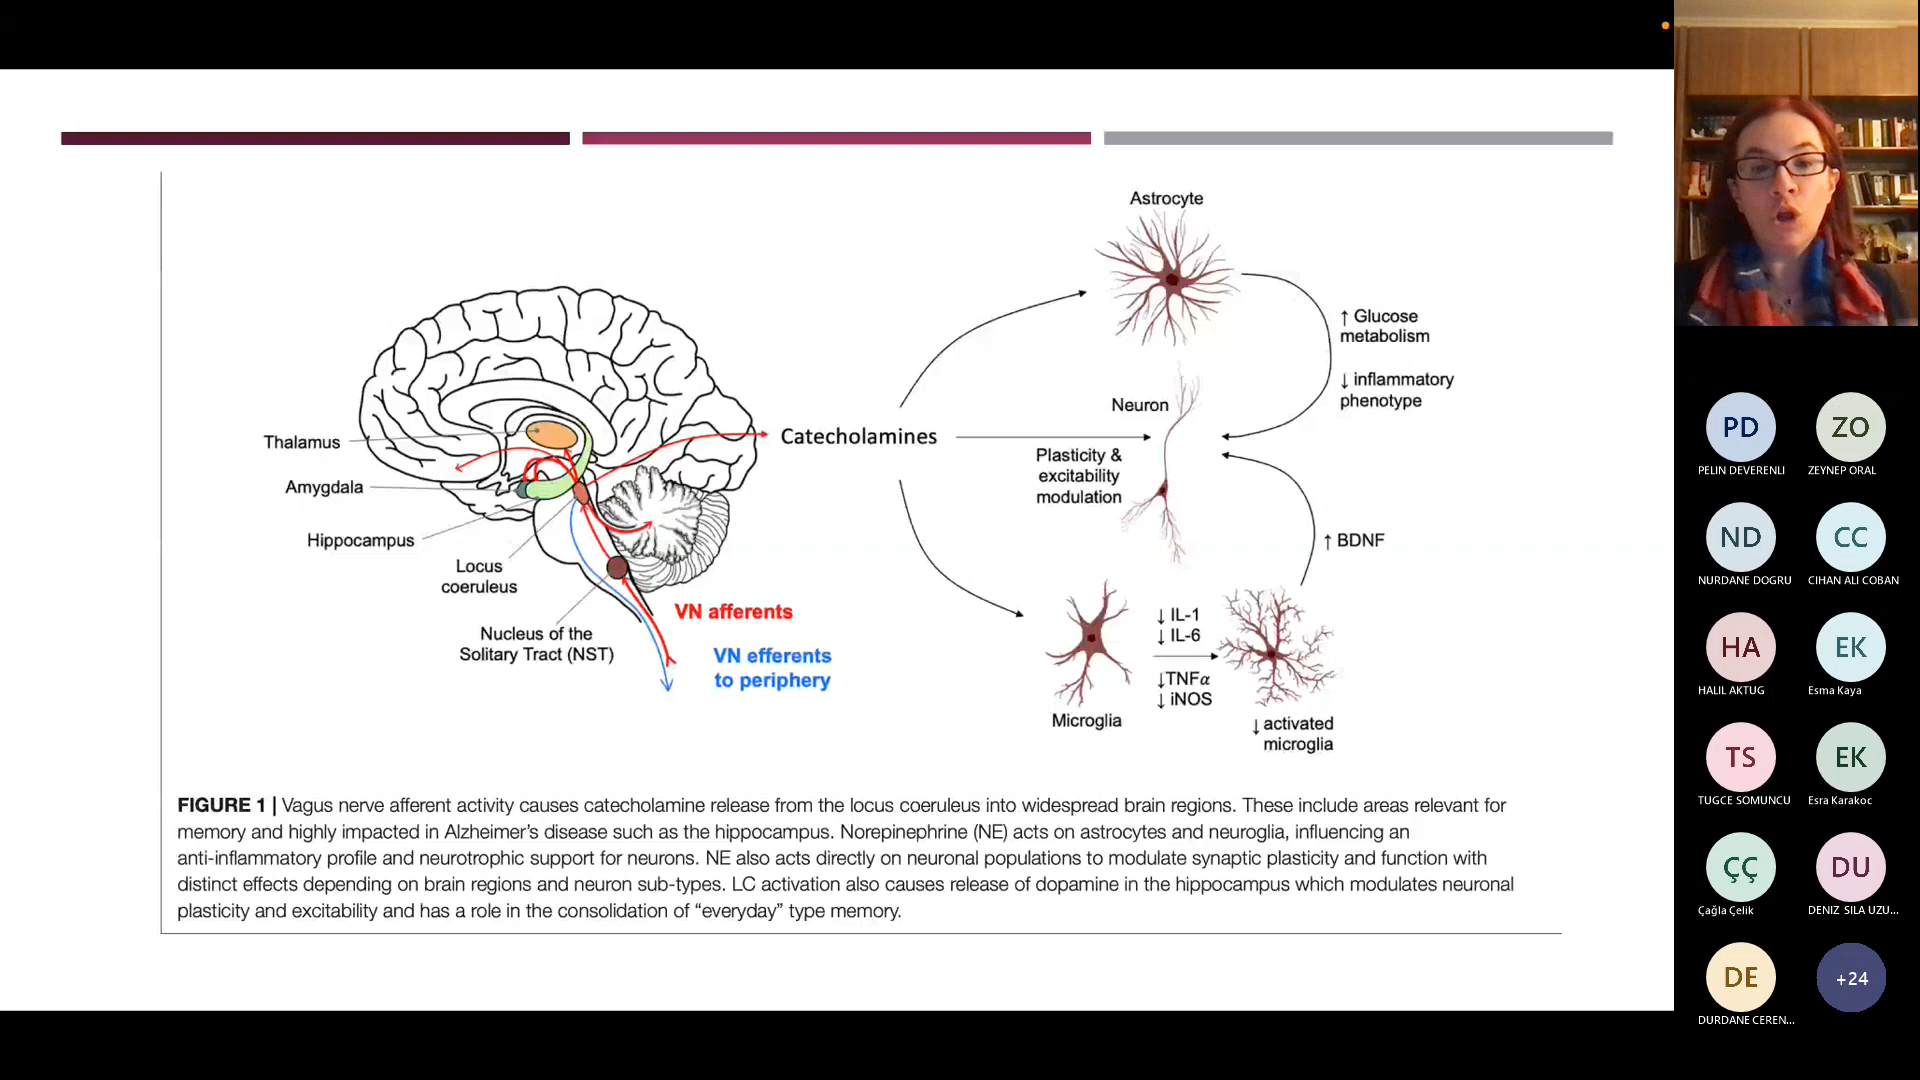 Astrocyte
↑ Glucose
metabolism
↓ inflammatory
phenotype
Neuron
Thalamus
Catecholamines
Plasticity &
excitability
modulation
Amygdala
Hippocampus
↑ BDNF
Locus
coeruleus
VN afferents
↓ IL-1
↓ IL-6
Nucleus of the
Solitary Tract (NST)
VN efferents
to periphery
↓TNFα
↓ iNOS
Microglia
↓ activated
microglia
FIGURE 1 | Vagus nerve afferent activity causes catecholamine release from the locus coeruleus into widespread brain regions. These include areas relevant for
memory and highly impacted in Alzheimer's disease such as the hippocampus. Norepinephrine (NE) acts on astrocytes and neuroglia, influencing an
anti-inflammatory profile and neurotrophic support for neurons. NE also acts directly on neuronal populations to modulate synaptic plasticity and function with
distinct effects depending on brain regions and neuron sub-types. LC activation also causes release of dopamine in the hippocampus which modulates neuronal
plasticity and excitability and has a role in the consolidation of “everyday” type memory.
PD
ZO
PELIN DEVERENLI
ZEYNEP ORAL
ND
CC
NURDANE DOGRU
CIHAN ALI COBAN
HA
EK
HALIL AKTUG
Esma Kaya
TS
EK
TUGCE SOMUNCU
Esra Karakoc
ÇÇ
DU
Çağla Çelik
DENIZ SILA UZU...
DE
+24
DURDANE CEREN...